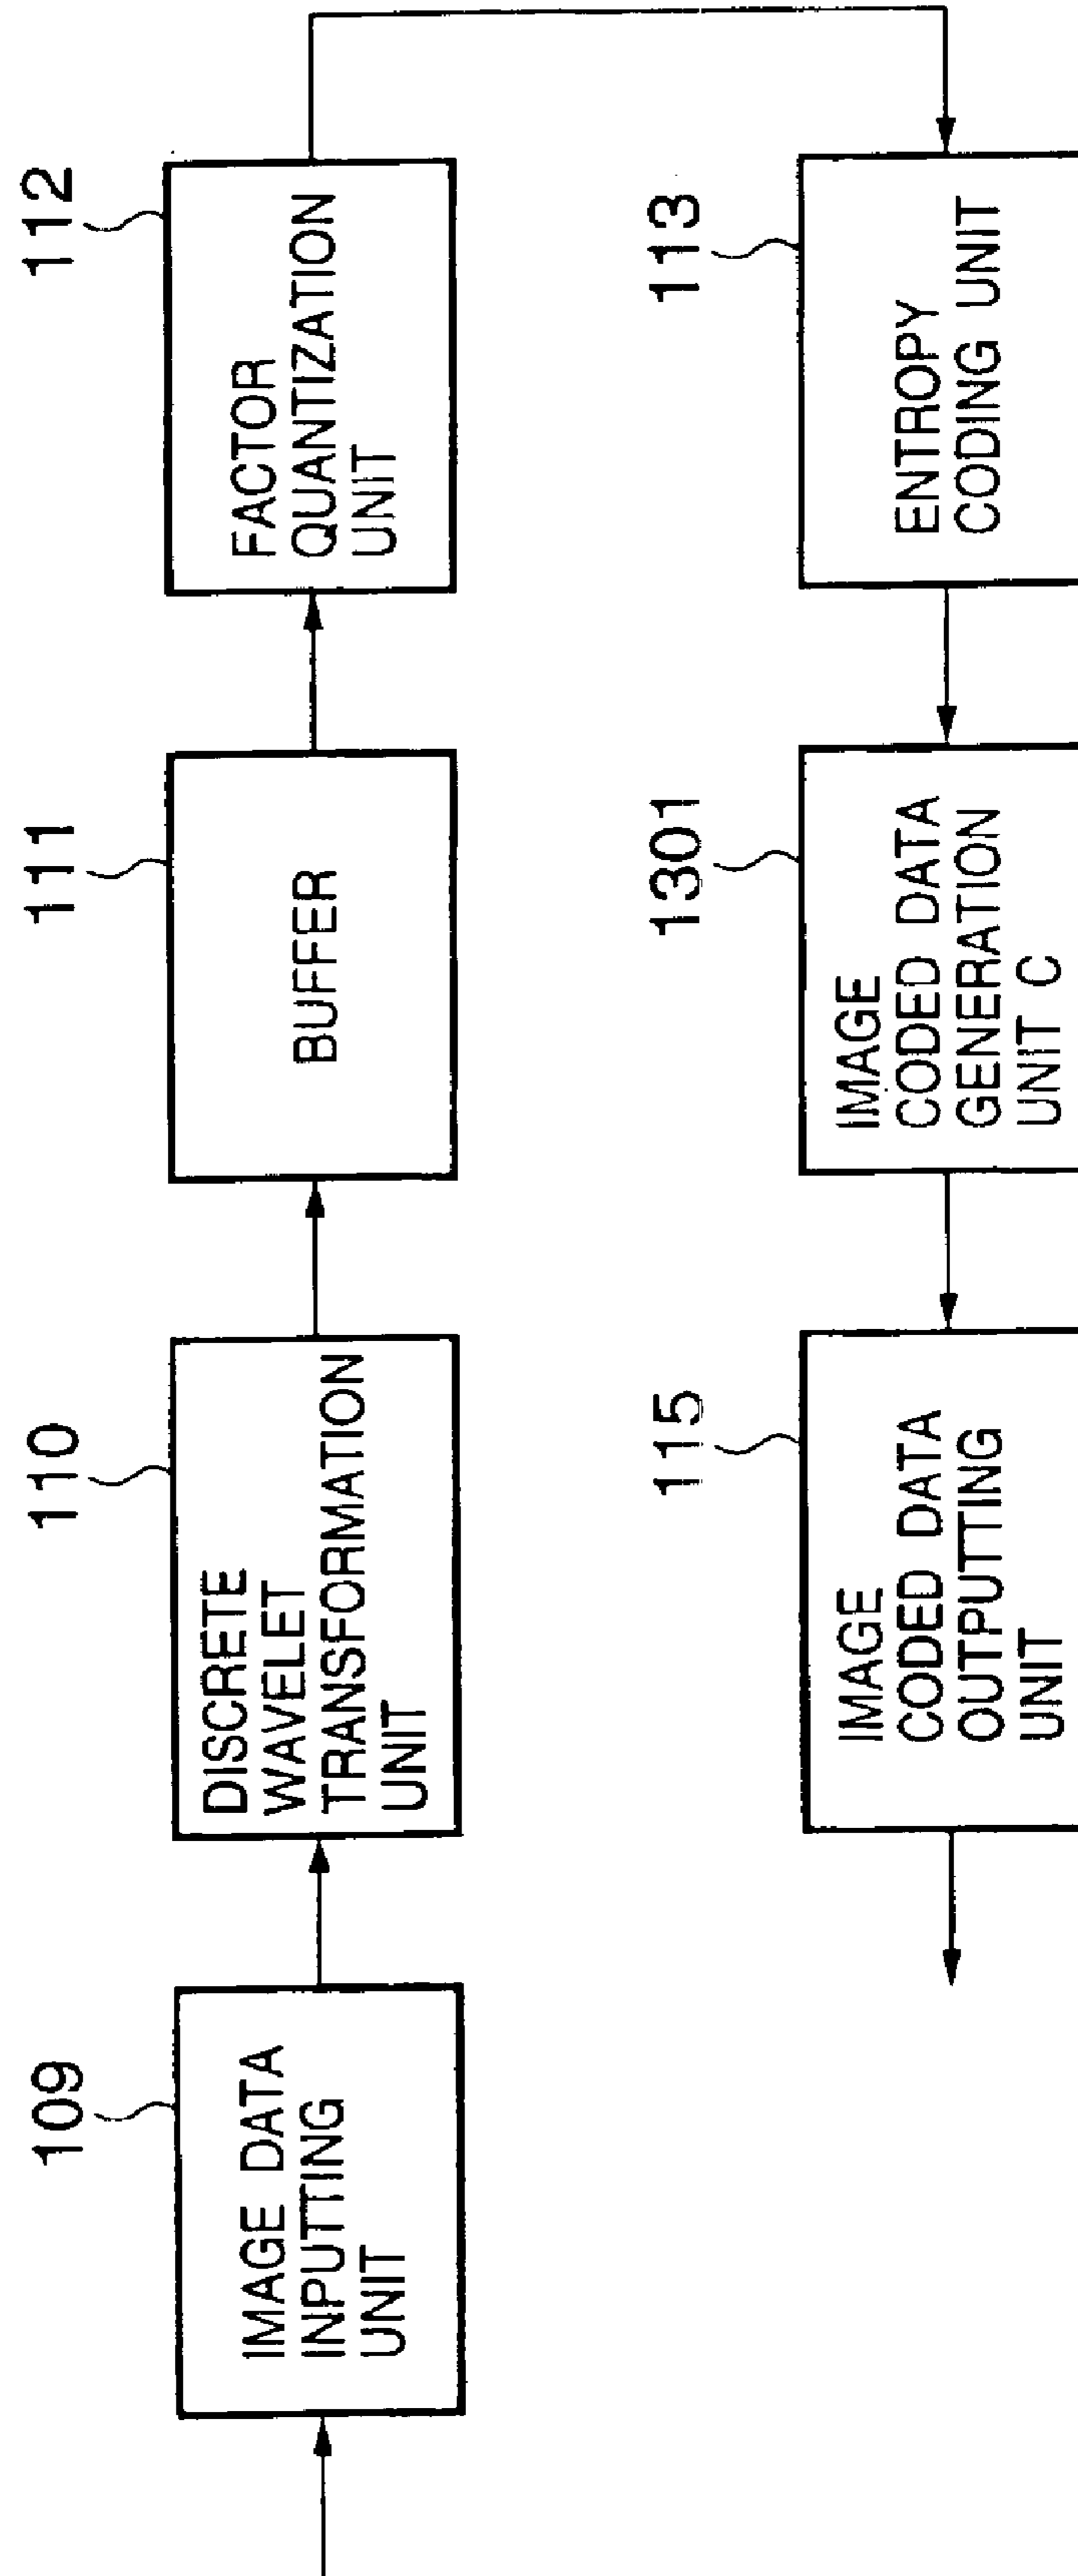 109
IMAGE DATA
INPUTTING
UNIT
110
DISCRETE
WAVELET
TRANSFORMATION
UNIT
111
BUFFER
112
FACTOR
QUANTIZATION
UNIT
113
ENTROPY
CODING UNIT
1301
IMAGE
CODED DATA
GENERATION
UNIT C
115
IMAGE
CODED DATA
OUTPUTTING
UNIT